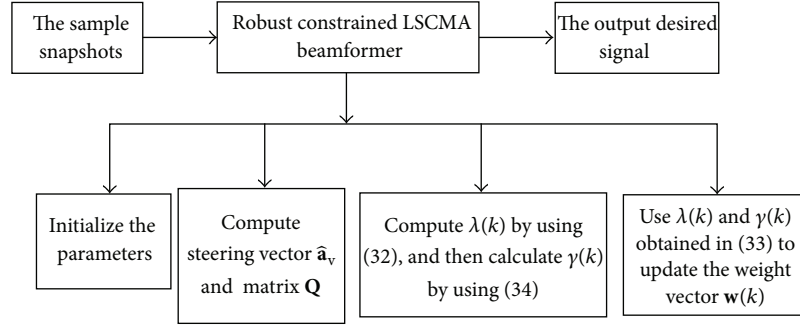 The sample
snapshots
Robust constrained LSCMA
beamformer
The output desired
signal
Initialize the
parameters
Compute
steering vector âᵥ
and matrix Q
Compute λ(k) by using
(32), and then calculate γ(k)
by using (34)
Use λ(k) and γ(k)
obtained in (33) to
update the weight
vector w(k)